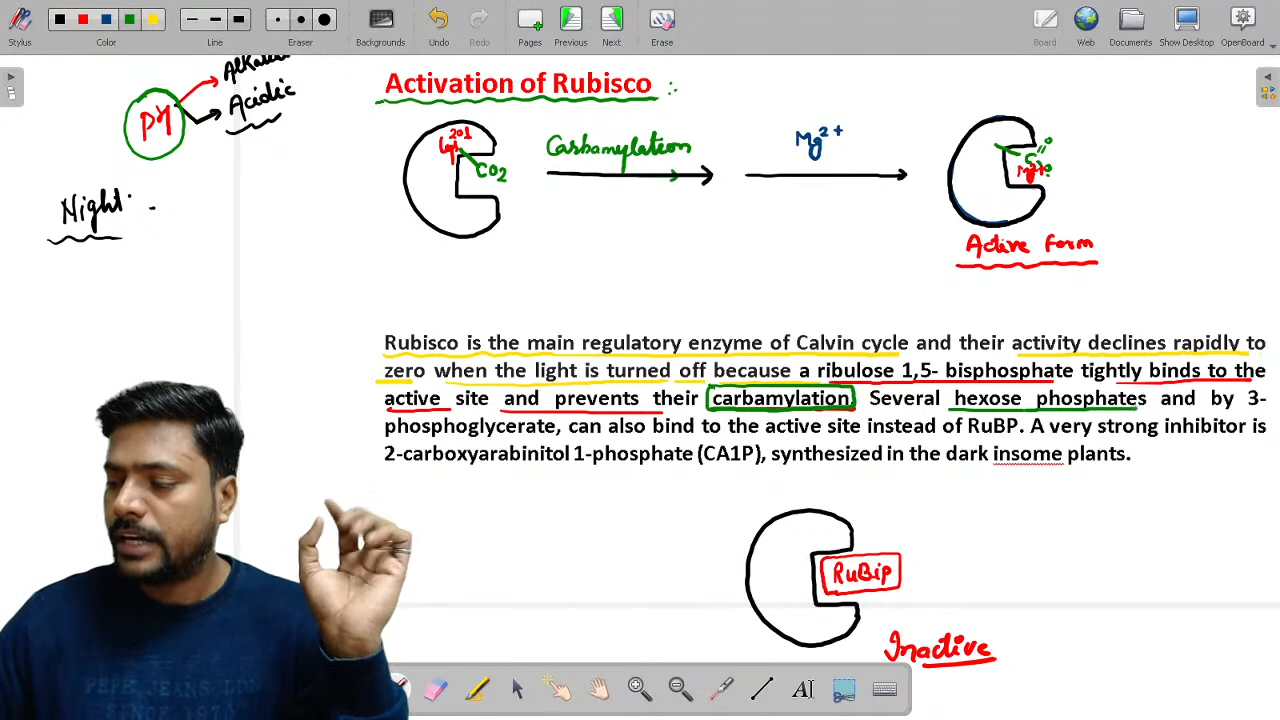 Stylus
Color
Line
Eraser
Backgrounds
Undo
Redo
Pages
Previous
Next
Erase
Board
Web
Documents
Show Desktop
OpenBoard
PH
Acidic
Night
Activation of Rubisco :
201
CO2
Carbamylation
Mg2+
Mg2+
Active Form
Rubisco is the main regulatory enzyme of Calvin cycle and their activity declines rapidly to
zero when the light is turned off because a ribulose 1,5- bisphosphate tightly binds to the
active site and prevents their carbamylation. Several hexose phosphates and by 3-
phosphoglycerate, can also bind to the active site instead of RuBP. A very strong inhibitor is
2-carboxyarabinitol 1-phosphate (CA1P), synthesized in the dark insome plants.
RuBip
Inactive
PEPE JEANS